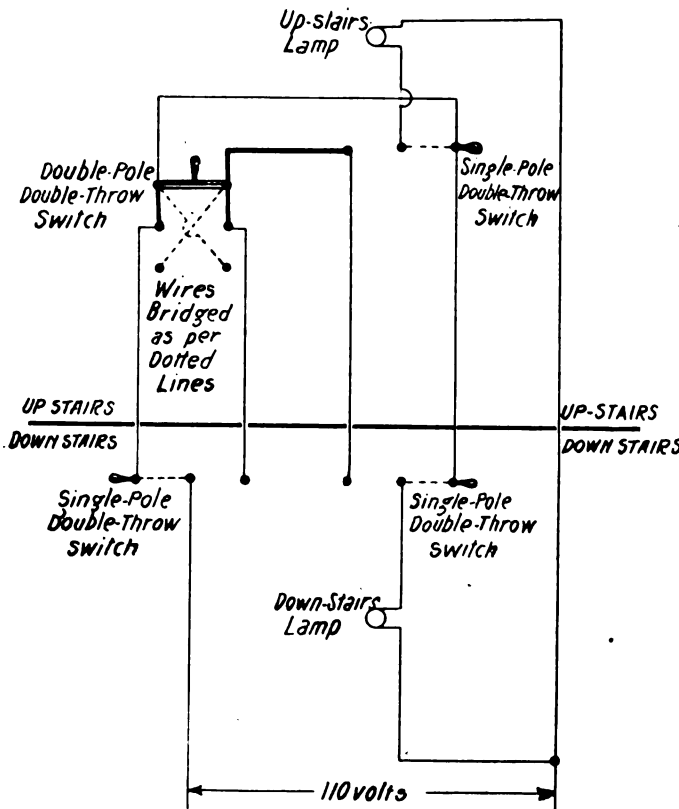 Up-stairs
Lamp
Double-Pole
Double-Throw
Switch
Single-Pole
Double-Throw
Switch
Wires
Bridged
as per
Dotted
Lines
UP STAIRS
UP-STAIRS
DOWN STAIRS
DOWN STAIRS
Single-Pole
Double-Throw
Switch
Single-Pole
Double-Throw
Switch
Down-Stairs
Lamp
110 volts